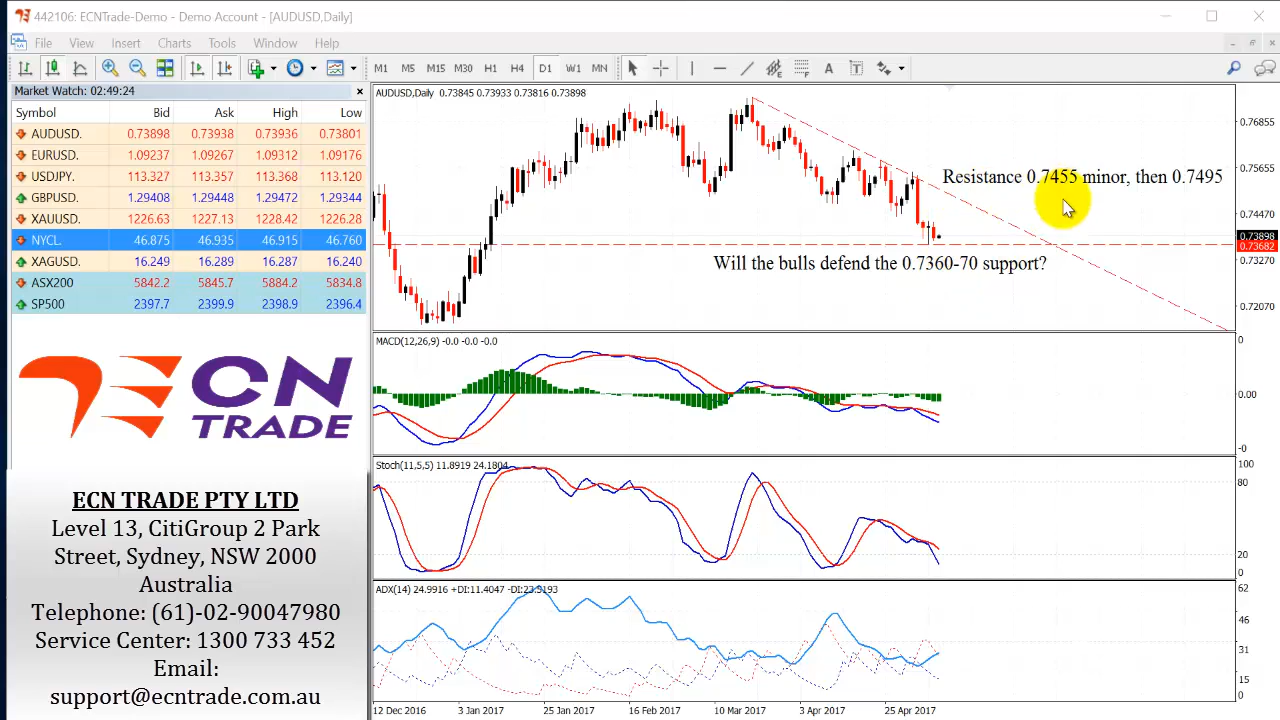 442106: ECNTrade-Demo - Demo Account - [AUDUSD,Daily]
File View Insert Charts Tools Window Help
M1 M5 M15 M30 H1 H4 D1 W1 MN A T
Market Watch: 02:49:24
Symbol Bid Ask High Low
AUDUSD. 0.73898 0.73938 0.73936 0.73801
EURUSD. 1.09237 1.09267 1.09312 1.09176
USDJPY. 113.327 113.357 113.368 113.120
GBPUSD. 1.29408 1.29448 1.29472 1.29344
XAUUSD. 1226.63 1227.13 1228.42 1226.28
NYCL. 46.875 46.935 46.915 46.760
XAGUSD. 16.249 16.289 16.287 16.240
ASX200 5842.2 5845.7 5884.2 5834.8
SP500 2397.7 2399.9 2398.9 2396.4
ECN
TRADE
ECN TRADE PTY LTD
Level 13, CitiGroup 2 Park
Street, Sydney, NSW 2000
Australia
Telephone: (61)-02-90047980
Service Center: 1300 733 452
Email:
support@ecntrade.com.au
AUDUSD,Daily 0.73845 0.73933 0.73816 0.73898
Resistance 0.7455 minor, then 0.7495
Will the bulls defend the 0.7360-70 support?
0.76855
0.75655
0.74470
0.73898
0.73682
0.73270
0.72070
MACD(12,26,9) -0.0 -0.0 -0.0
0
0.00
-0
Stoch(11,5,5) 11.8919 24.1804
100
80
20
0
ADX(14) 24.9916 +DI:11.4047 -DI:23.5193
62
46
31
15
0
12 Dec 2016 3 Jan 2017 25 Jan 2017 16 Feb 2017 10 Mar 2017 3 Apr 2017 25 Apr 2017